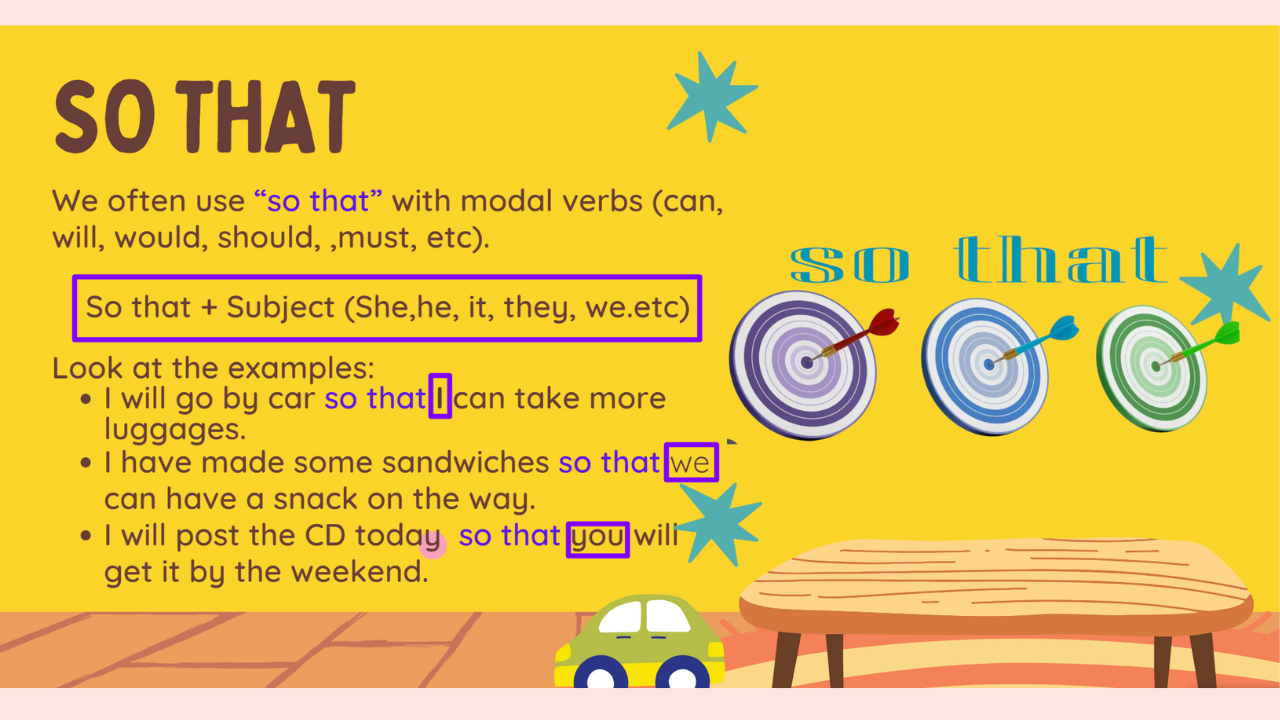 SO THAT
We often use “so that” with modal verbs (can,
will, would, should, ,must, etc).
So that + Subject (She,he, it, they, we.etc)
Look at the examples:
• I will go by car so that I can take more
luggages.
• I have made some sandwiches so that we
can have a snack on the way.
• I will post the CD today so that you will
get it by the weekend.
so that